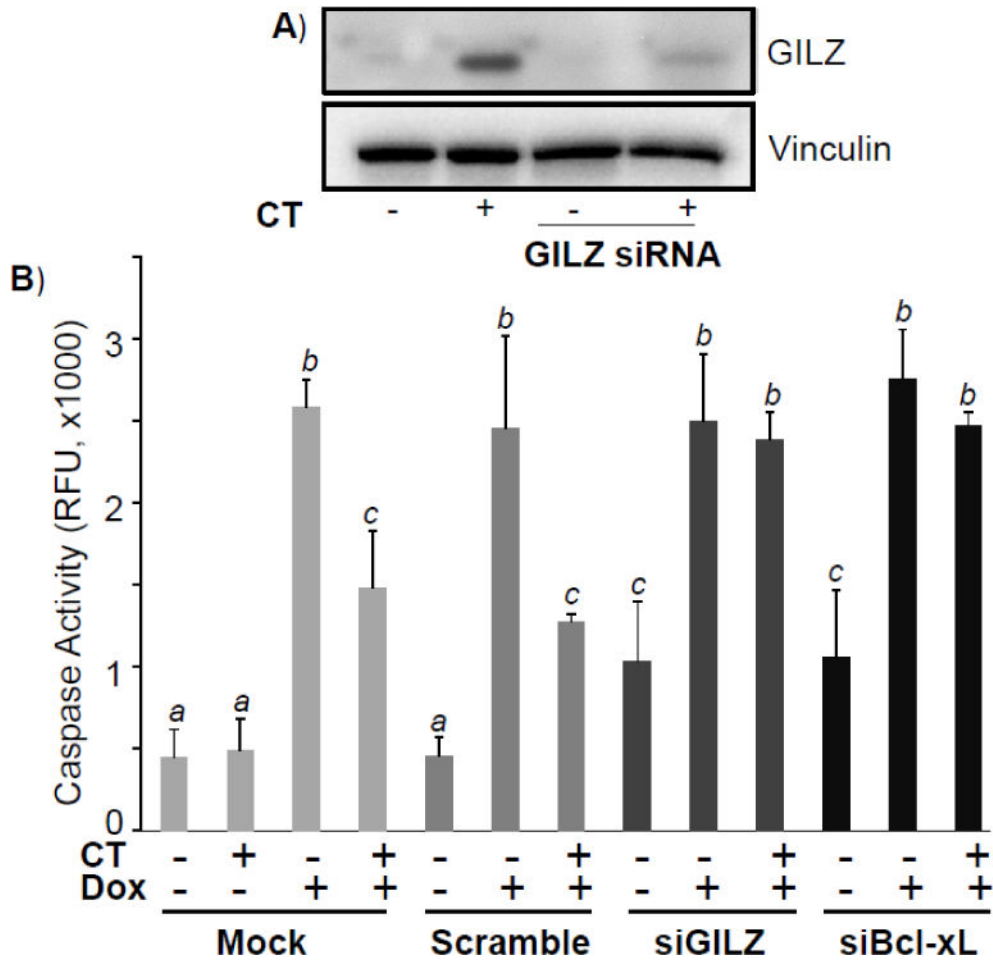 A)
GILZ
Vinculin
CT - + - +
GILZ siRNA
B)
Caspase Activity (RFU, x1000)
3
2
1
0
b b b b
b b
c c c c
a a a
CT - + - + - - + - - + - - +
Dox - - + + - + + - + + - + +
Mock Scramble siGILZ siBcl-xL